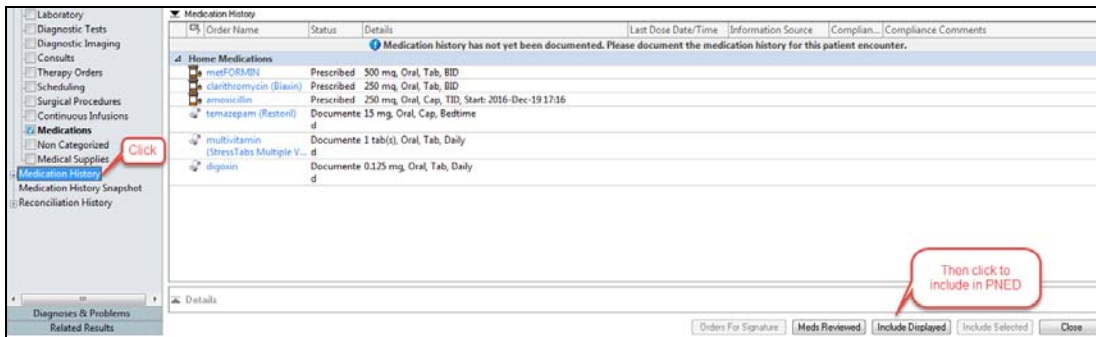 Laboratory
Diagnostic Tests
Diagnostic Imaging
Consults
Therapy Orders
Scheduling
Surgical Procedures
Continuous Infusions
Medications
Non Categorized
Medical Supplies
Click
Medication History
Medication History Snapshot
Reconciliation History
Diagnoses & Problems
Related Results
Medication History
Order Name Status Details Last Dose Date/Time Information Source Complian... Compliance Comments
Medication history has not yet been documented. Please document the medication history for this patient encounter.
Home Medications
metFORMIN Prescribed 500 mg, Oral, Tab, BID
clarithromycin (Biaxin) Prescribed 250 mg, Oral, Tab, BID
amoxicillin Prescribed 250 mg, Oral, Cap, TID, Start: 2016-Dec-19 17:16
temazepam (Restoril) Documente 15 mg, Oral, Cap, Bedtime
d
multivitamin Documente 1 tab(s), Oral, Tab, Daily
(StressTabs Multiple V... d
digoxin Documente 0.125 mg, Oral, Tab, Daily
d
Then click to
include in PNED
Details
Orders For Signature Meds Reviewed Include Displayed Include Selected Close